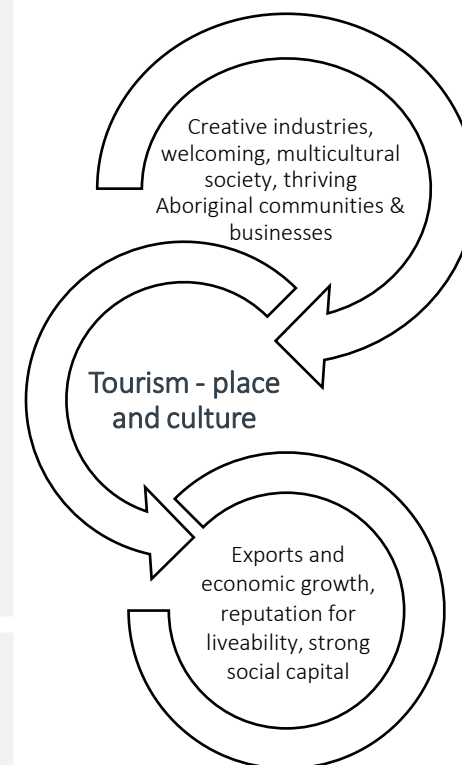 Creative industries,
welcoming, multicultural
society, thriving
Aboriginal communities &
businesses
Tourism - place
and culture
Exports and
economic growth,
reputation for
liveability, strong
social capital